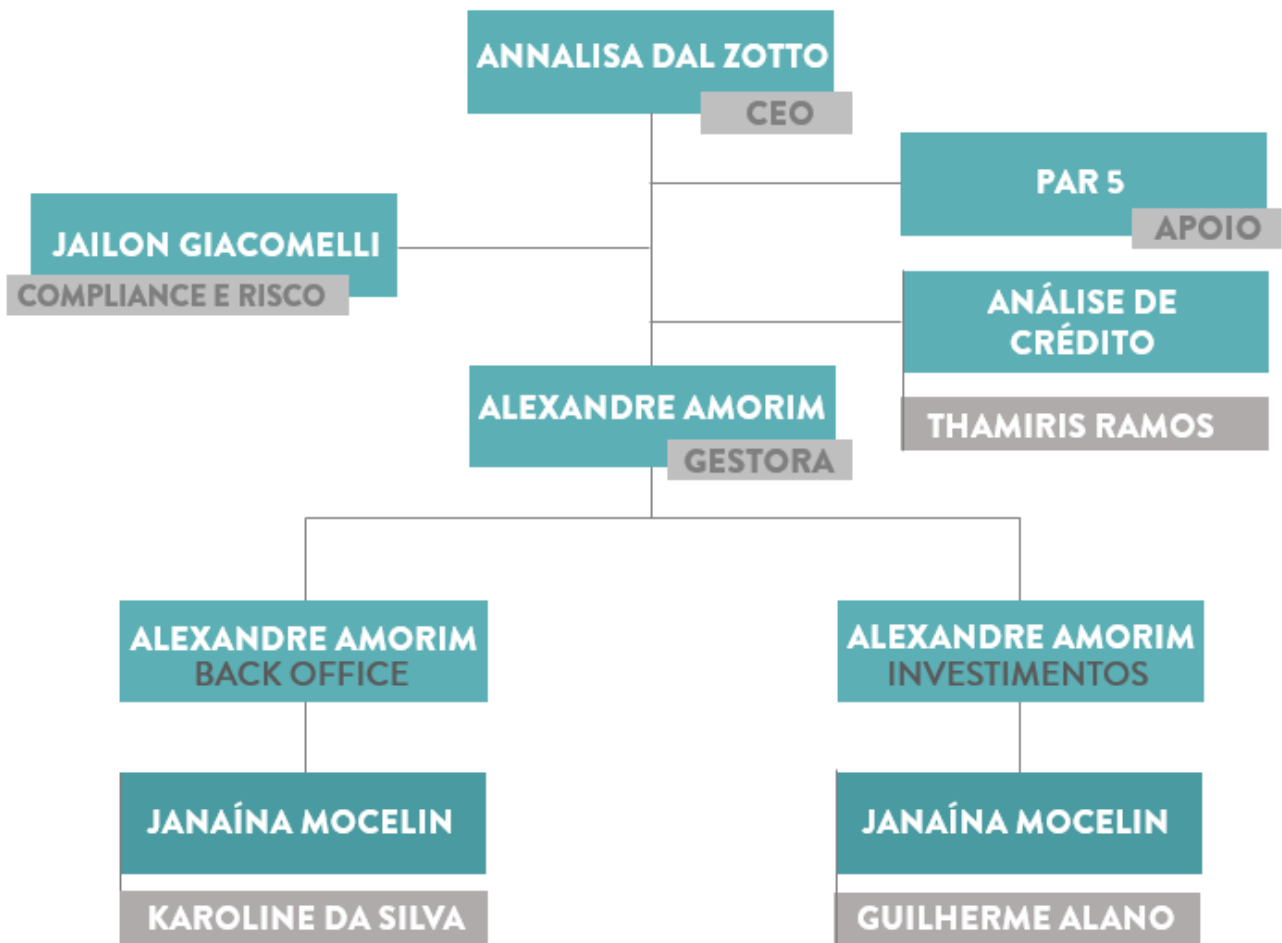 ANNALISA DAL ZOTTO
CEO
PAR 5
APOIO
JAILON GIACOMELLI
COMPLIANCE E RISCO
ANÁLISE DE
CRÉDITO
THAMIRIS RAMOS
ALEXANDRE AMORIM
GESTORA
ALEXANDRE AMORIM
BACK OFFICE
ALEXANDRE AMORIM
INVESTIMENTOS
JANAÍNA MOCELIN
JANAÍNA MOCELIN
KAROLINE DA SILVA
GUILHERME ALANO